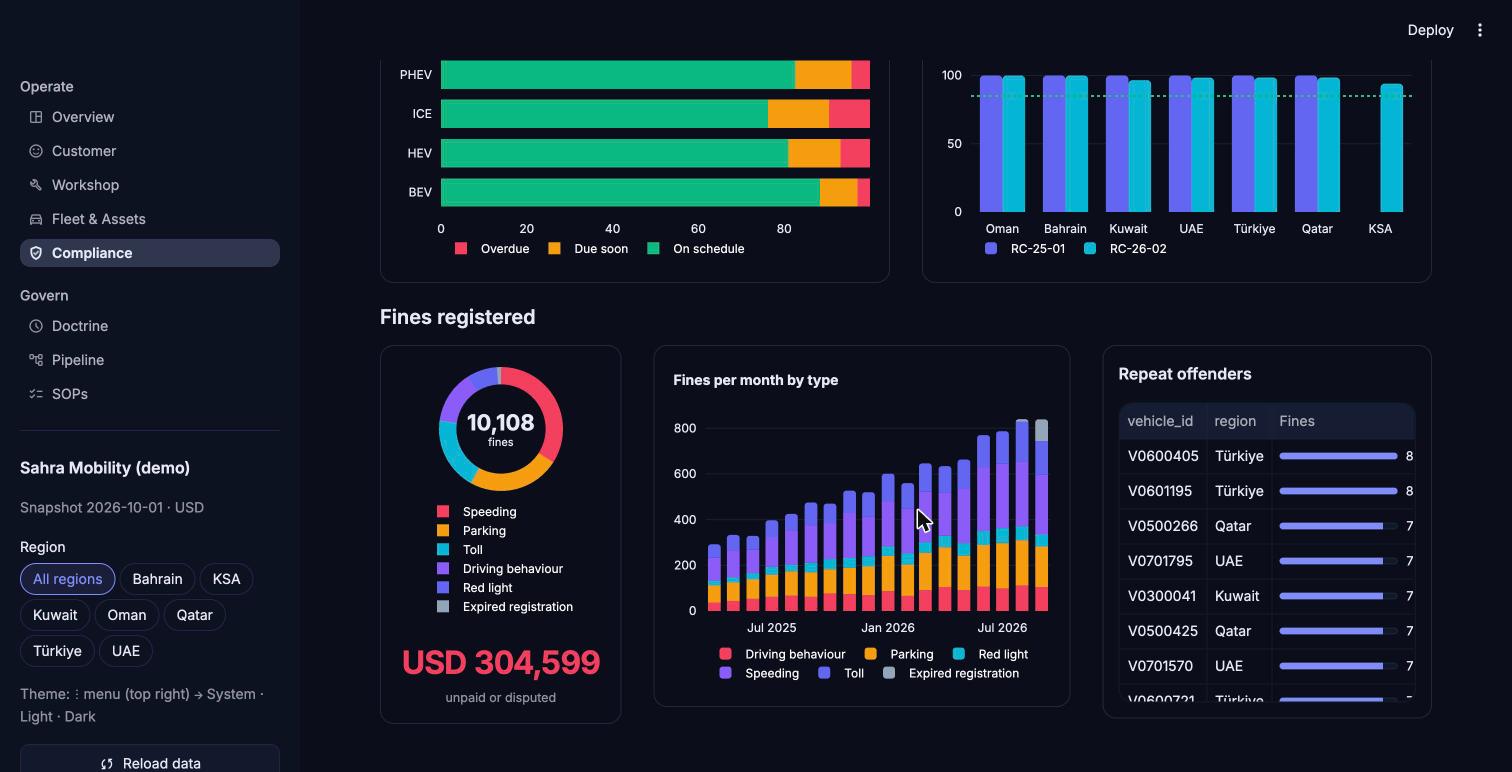 Deploy
Operate
Overview
Customer
Workshop
Fleet & Assets
Compliance
Govern
Doctrine
Pipeline
SOPs
Sahra Mobility (demo)
Snapshot 2026-10-01 · USD
Region
All regions
Bahrain
KSA
Kuwait
Oman
Qatar
Türkiye
UAE
Theme: ⋮ menu (top right) → System ·
Light · Dark
Reload data
PHEV
ICE
HEV
BEV
0 20 40 60 80
Overdue Due soon On schedule
100
50
0
Oman Bahrain Kuwait UAE Türkiye Qatar KSA
RC-25-01 RC-26-02
Fines registered
10,108
fines
Speeding
Parking
Toll
Driving behaviour
Red light
Expired registration
USD 304,599
unpaid or disputed
Fines per month by type
800
600
400
200
0
Jul 2025 Jan 2026 Jul 2026
Driving behaviour Parking Red light
Speeding Toll Expired registration
Repeat offenders
vehicle_id region Fines
V0600405 Türkiye 8
V0601195 Türkiye 8
V0500266 Qatar 7
V0701795 UAE 7
V0300041 Kuwait 7
V0500425 Qatar 7
V0701570 UAE 7
V0600721 Türkiye